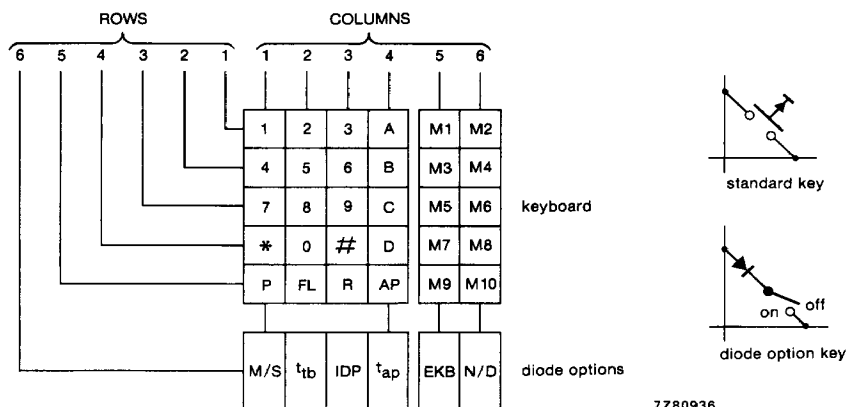 ROWS COLUMNS
6 5 4 3 2 1 1 2 3 4 5 6
1 2 3 A M1 M2
4 5 6 B M3 M4
7 8 9 C M5 M6 keyboard
* 0 # D M7 M8
P FL R AP M9 M10
M/S ttb IDP tap EKB N/D diode options
standard key
on off
diode option key
7Z80936